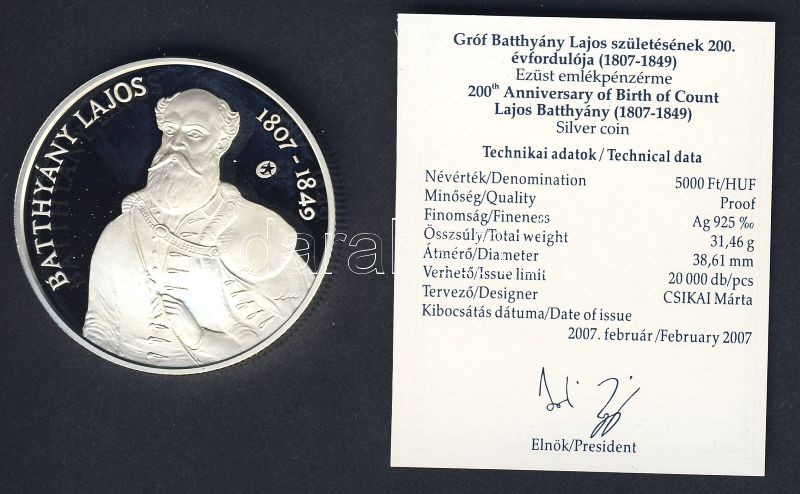 BATTHYÁNY LAJOS
1807-1849
Gróf Batthyány Lajos születésének 200.
évfordulója (1807-1849)
Ezüst emlékpénzérme
200th Anniversary of Birth of Count
Lajos Batthyány (1807-1849)
Silver coin
Technikai adatok/Technical data
Névérték/Denomination 5000 Ft/HUF
Minőség/Quality Proof
Finomság/Fineness Ag 925 ‰
Összsúly/Total weight 31,46 g
Átmérő/Diameter 38,61 mm
Verhető/Issue limit 20 000 db/pcs
Tervező/Designer CSIKAI Márta
Kibocsátás dátuma/Date of issue
2007. február/February 2007
Elnök/President